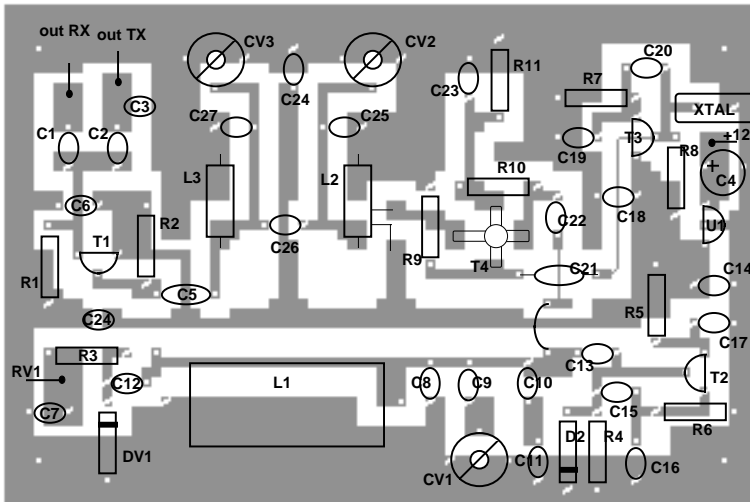 out RX
out TX
CV3
CV2
C20
R11
R7
C3
C23
C24
XTAL
C1
C2
C27
C25
C19
T3
+12
R8
R10
C4
L3
L2
C6
C18
R2
C22
U1
T1
C26
R9
T4
C21
R1
C5
C14
C24
R5
C17
R3
C13
RV1
C12
L1
C8
C9
C10
T2
C15
C7
R6
D2
R4
DV1
CV1
C11
C16